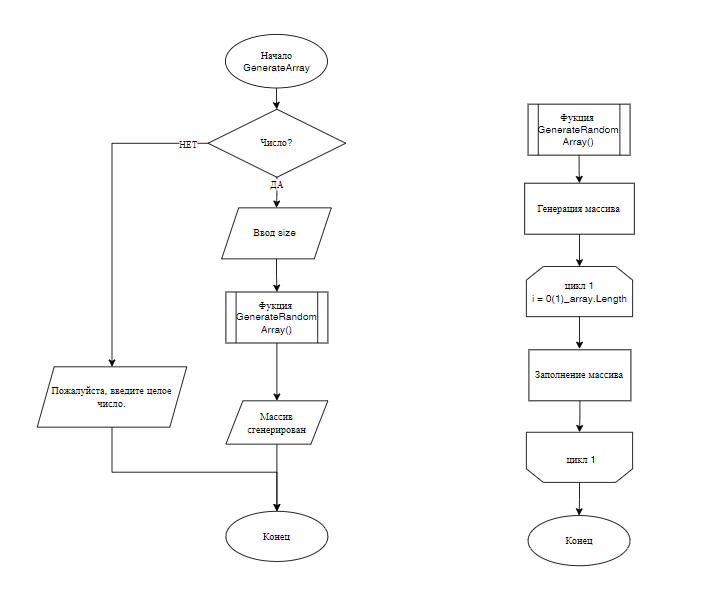 Начало
GenerateArray
Число?
НЕТ
ДА
Ввод size
Фукция
GenerateRandom
Array()
Пожалуйста, введите целое
число.
Массив
сгенерирован
Конец
Фукция
GenerateRandom
Array()
Генерация массива
цикл 1
i = 0(1)_array.Length
Заполнение массива
цикл 1
Конец